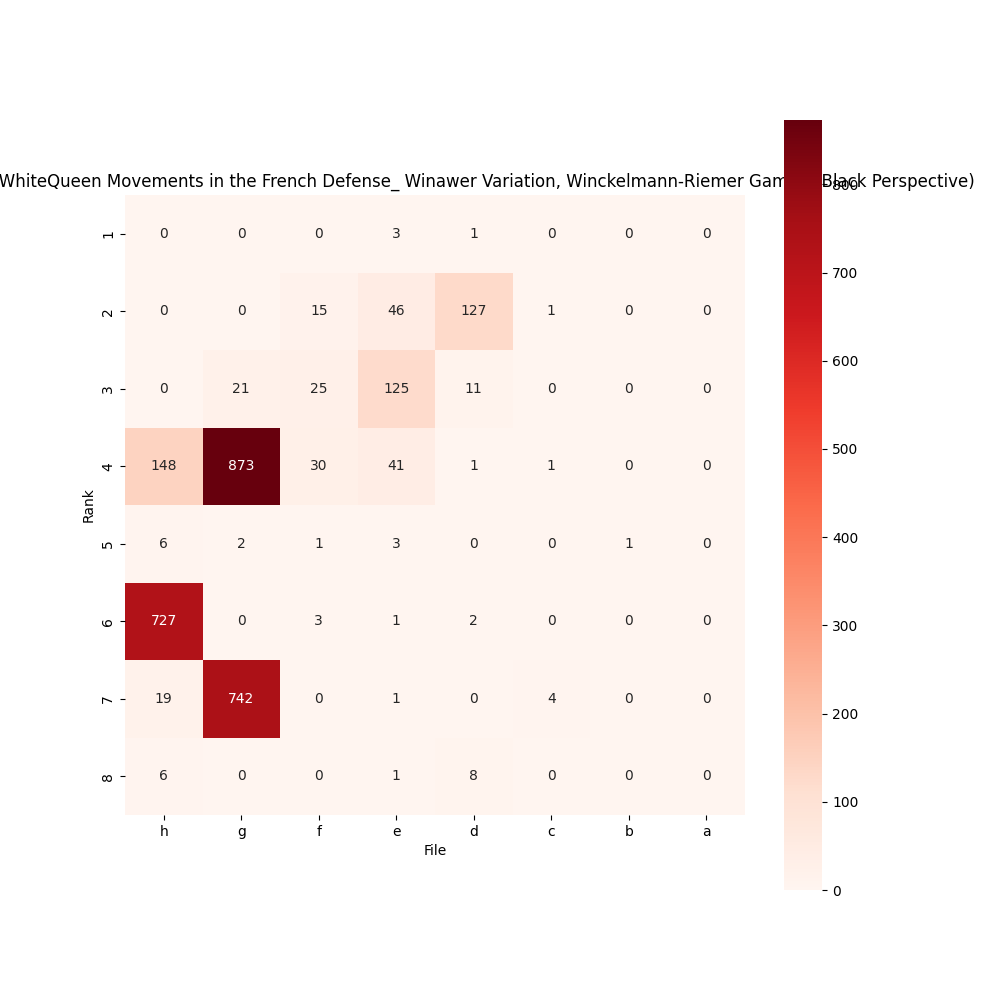 WhiteQueen Movements in the French Defense_ Winawer Variation, Winckelmann-Riemer Gam Black Perspective)
1 0 0 0 3 1 0 0 0
2 0 0 15 46 127 1 0 0
3 0 21 25 125 11 0 0 0
4 148 873 30 41 1 1 0 0
5 6 2 1 3 0 0 1 0
6 727 0 3 1 2 0 0 0
7 19 742 0 1 0 4 0 0
8 6 0 0 1 8 0 0 0
h g f e d c b a
File
Rank
800
700
600
500
400
300
200
100
0